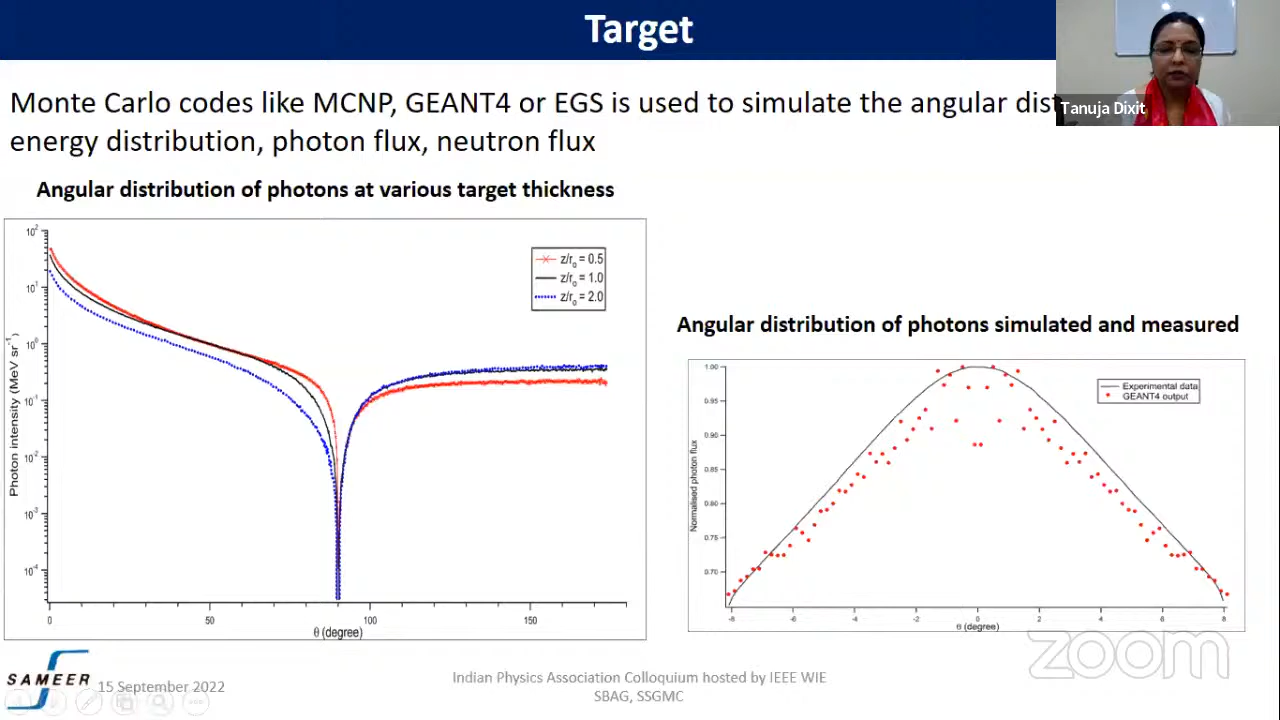 Target
Monte Carlo codes like MCNP, GEANT4 or EGS is used to simulate the angular dist
energy distribution, photon flux, neutron flux
Tanuja Dixit
Angular distribution of photons at various target thickness
10² 
10¹
10⁰
10⁻¹
10⁻²
10⁻³
10⁻⁴
Photon intensity (MeV sr⁻¹)
z/r₀ = 0.5
z/r₀ = 1.0
z/r₀ = 2.0
0 50 100 150
θ (degree)
Angular distribution of photons simulated and measured
1.00
0.95
0.90
0.85
0.80
0.75
0.70
Normalised photon flux
Experimental data
GEANT4 output
-8 -6 -4 -2 0 2 4 6 8
θ (degree)
zoom
SAMEER
15 September 2022
Indian Physics Association Colloquium hosted by IEEE WIE
SBAG, SSGMC